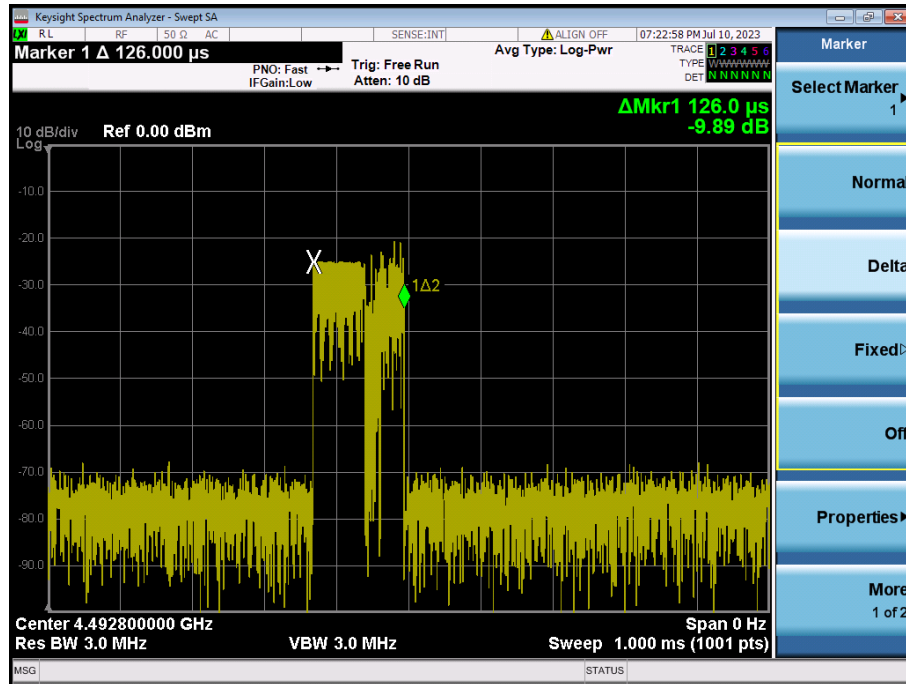 Keysight Spectrum Analyzer - Swept SA
LXI RL RF 50 Ω AC SENSE:INT ALIGN OFF 07:22:58 PM Jul 10, 2023
Marker 1 Δ 126.000 µs
PNO: Fast
IFGain:Low
Trig: Free Run
Atten: 10 dB
Avg Type: Log-Pwr
TRACE 1 2 3 4 5 6
TYPE WWWWWW
DET N N N N N N
ΔMkr1 126.0 µs
-9.89 dB
10 dB/div Ref 0.00 dBm
Log
-10.0
-20.0
-30.0
-40.0
-50.0
-60.0
-70.0
-80.0
-90.0
X
1Δ2
Center 4.492800000 GHz Span 0 Hz
Res BW 3.0 MHz VBW 3.0 MHz Sweep 1.000 ms (1001 pts)
MSG STATUS
Marker
Select Marker
1
Normal
Delta
Fixed
Off
Properties
More
1 of 2